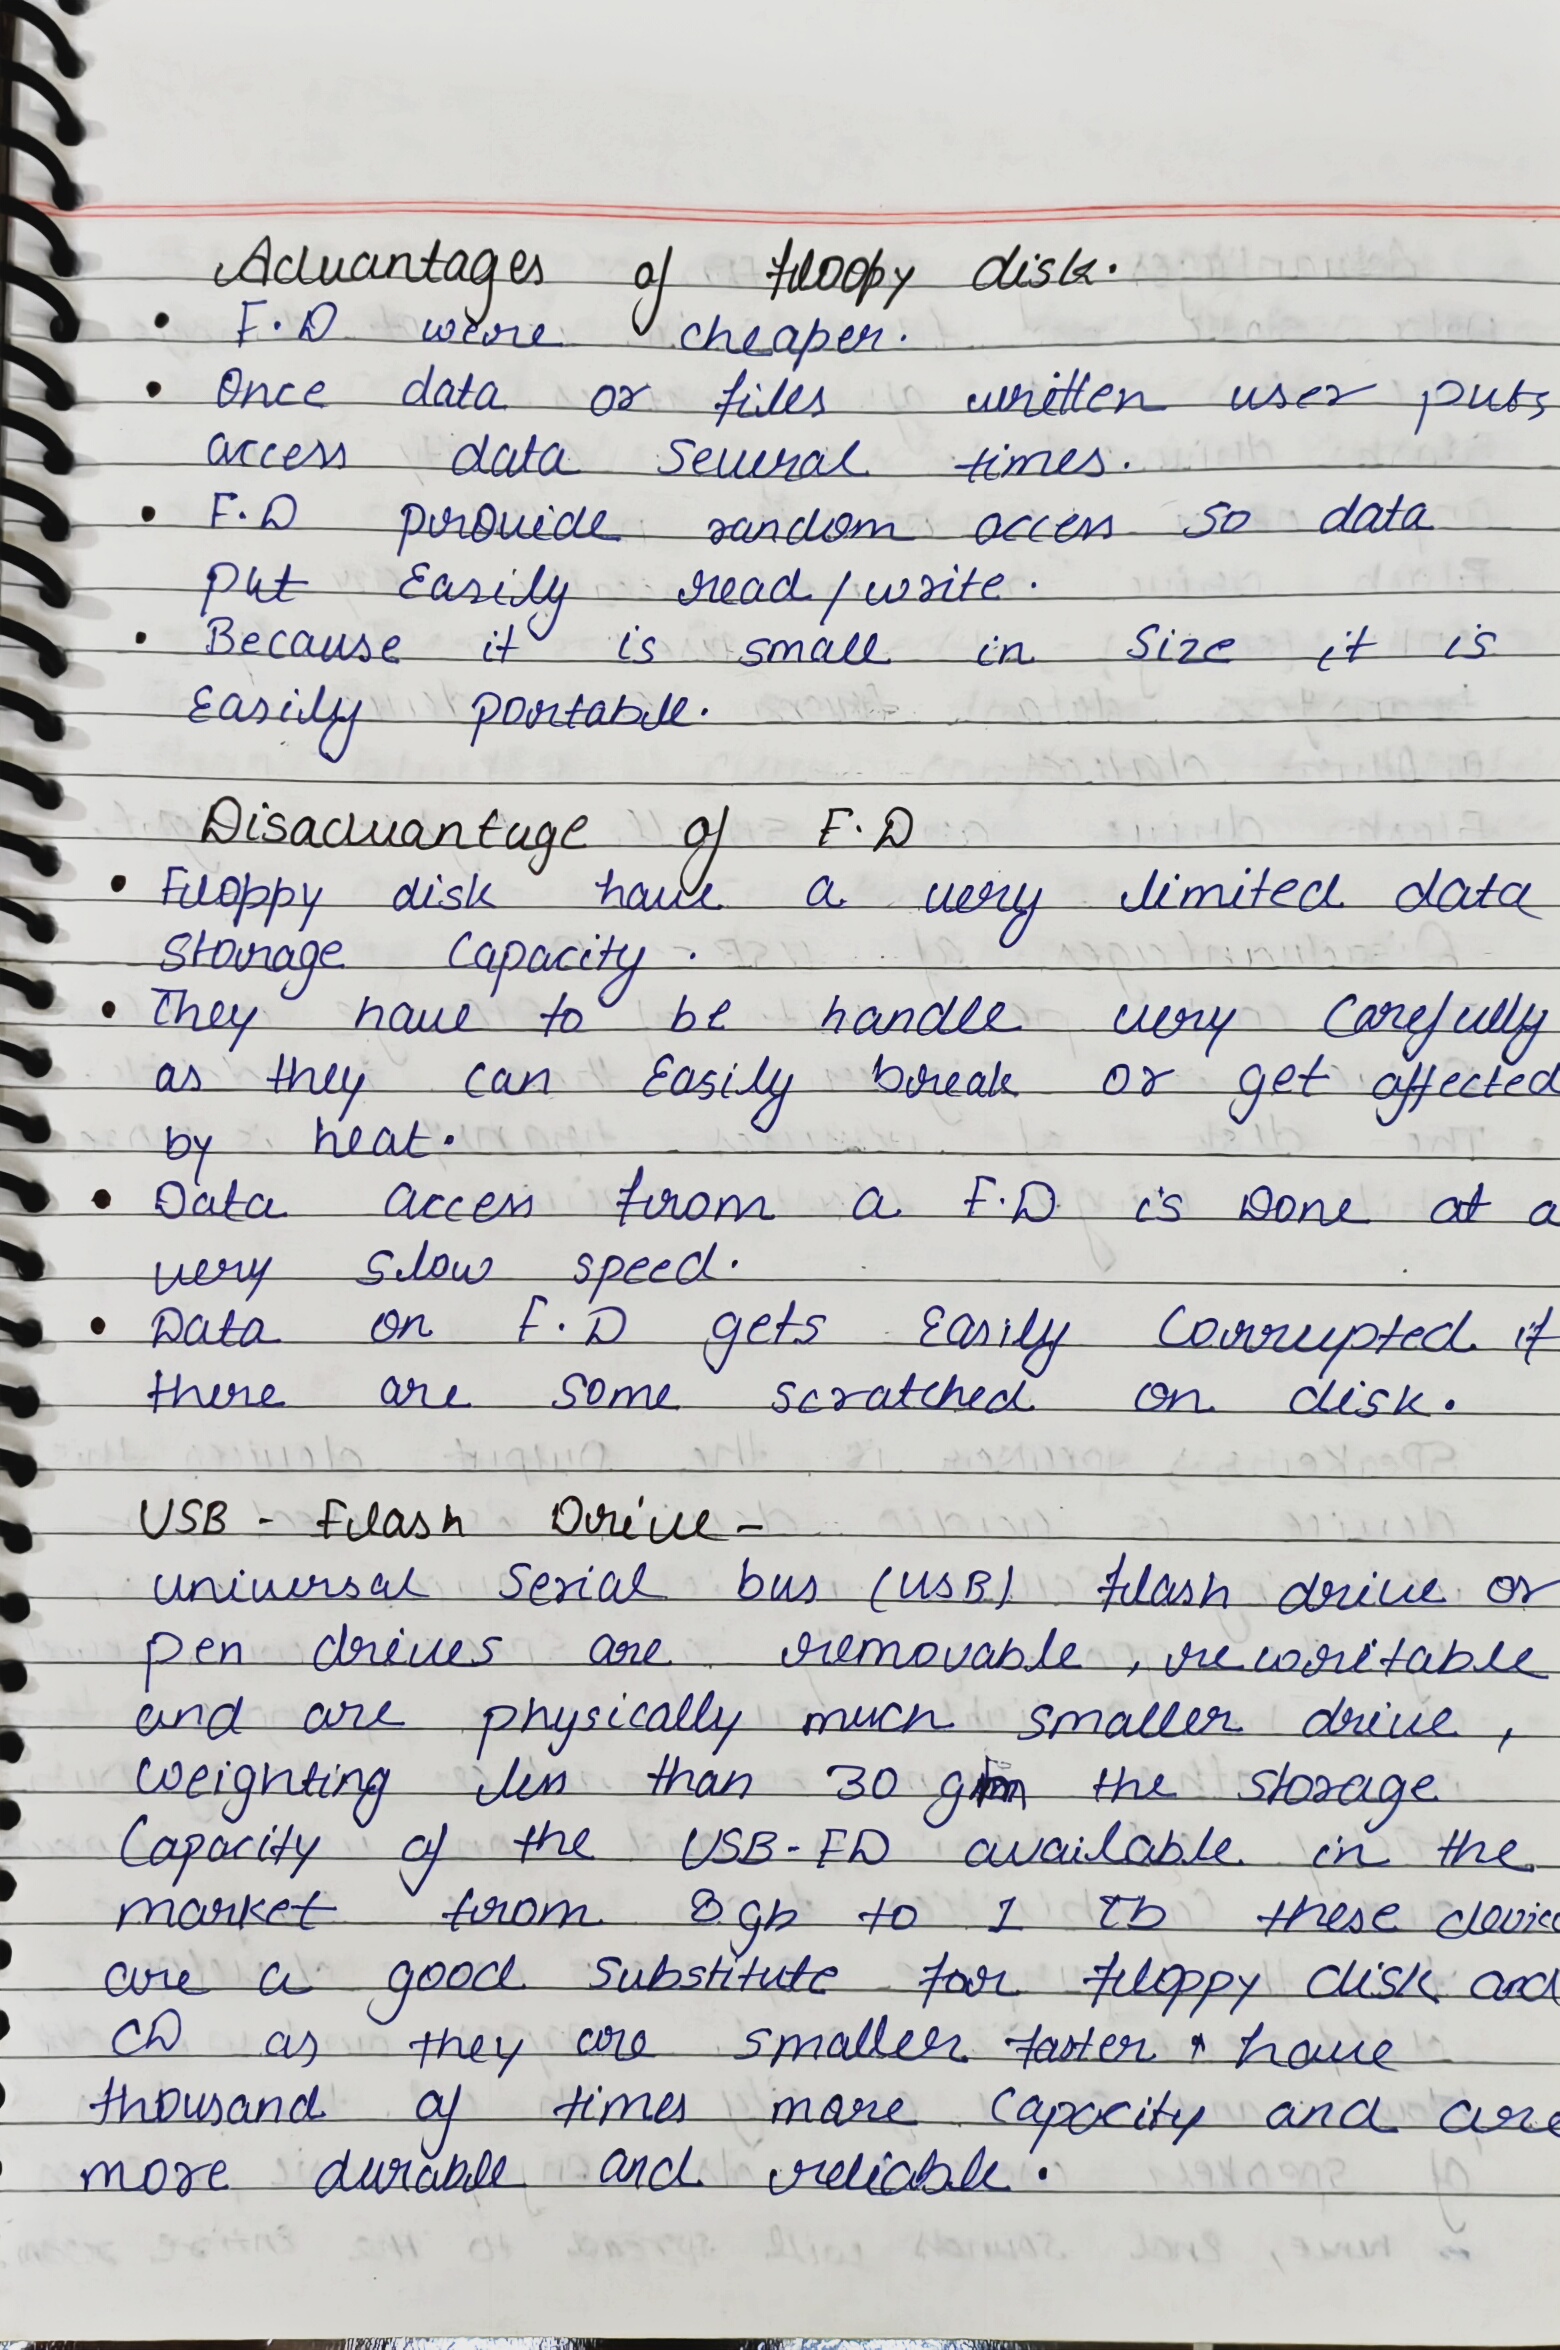 Advantages of floopy disk.
• F.D were cheaper.
• Once data or files written user puts
access data several times.
• F.D provide random access so data
put Easily read/write.
• Because it is small in Size it is
Easily portable.
Disadvantage of F.D
• Floppy disk have a very limited data
Storage Capacity.
• They have to be handle very Carefully
as they can Easily break or get affected
by heat.
• Data access from a F.D is Done at a
very slow speed.
• Data on F.D gets Easily Corrupted if
there are some scratched on disk.
USB - Flash Drive -
universal Serial bus (USB) flash drive or
pen drives are removable, rewritable
and are physically much smaller drive,
weighting less than 30 gm the storage
Capacity of the USB-FD available in the
market from 8gb to 1 Tb these device
are a good substitute for floppy disk and
CD as they are smaller faster & have
thousand of times more Capacity and are
more durable and reliable.